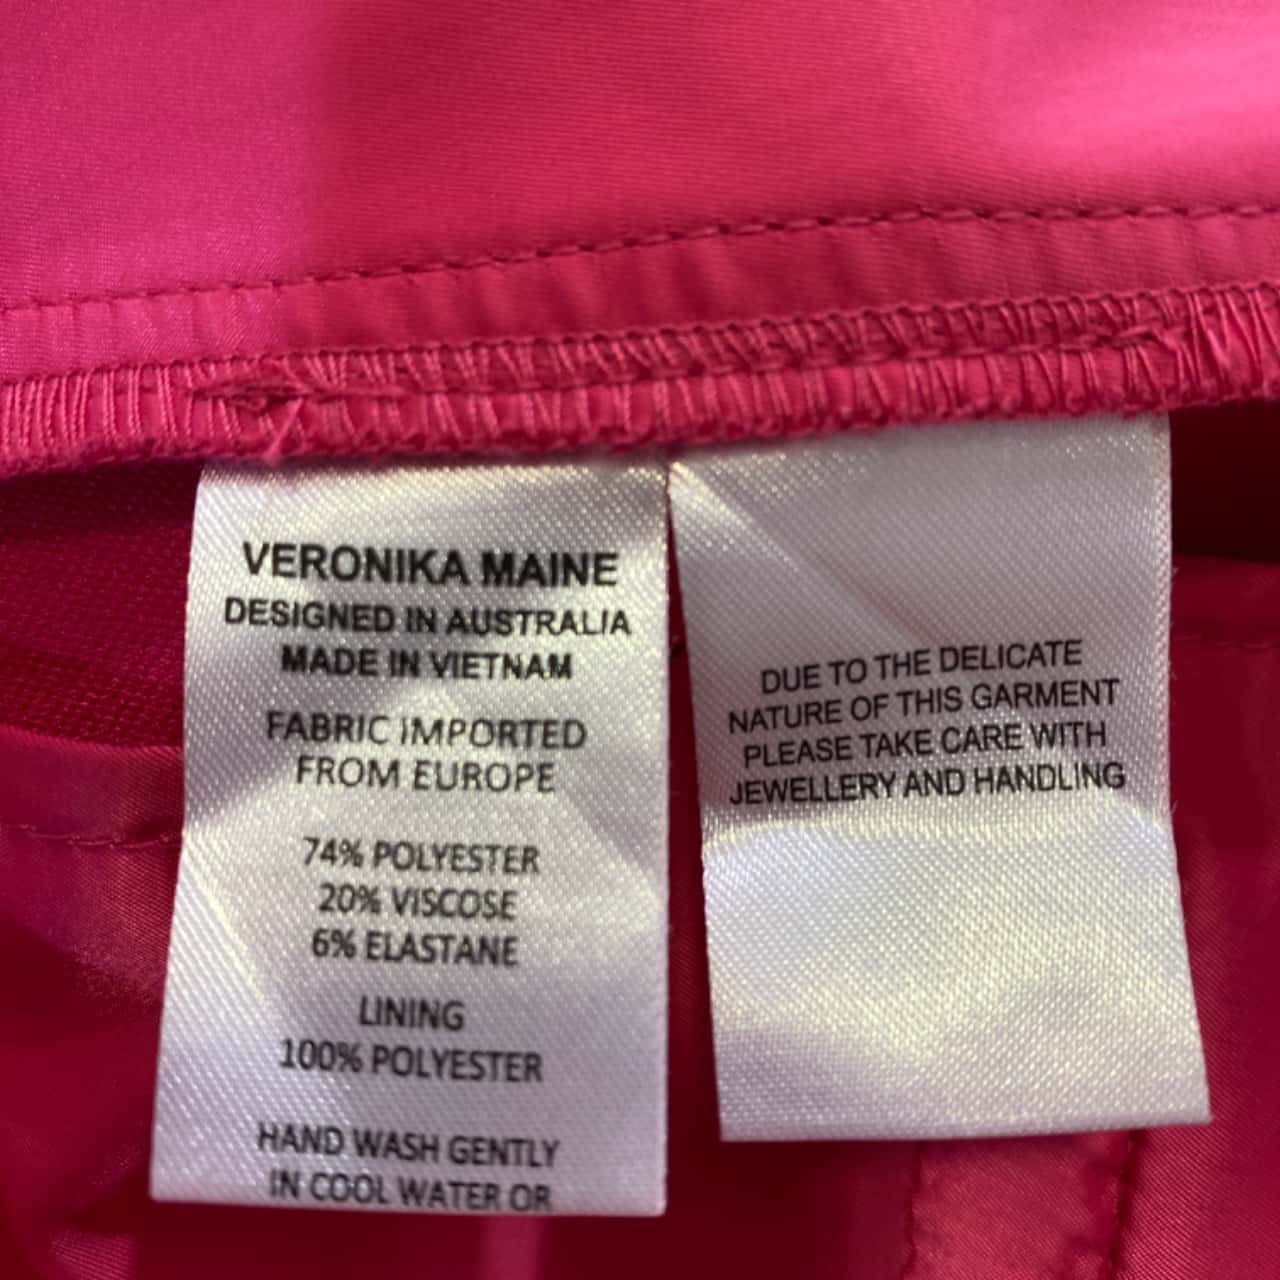 VERONIKA MAINE
DESIGNED IN AUSTRALIA
MADE IN VIETNAM
FABRIC IMPORTED
FROM EUROPE
74% POLYESTER
20% VISCOSE
6% ELASTANE
LINING
100% POLYESTER
HAND WASH GENTLY
IN COOL WATER OR
DUE TO THE DELICATE
NATURE OF THIS GARMENT
PLEASE TAKE CARE WITH
JEWELLERY AND HANDLING